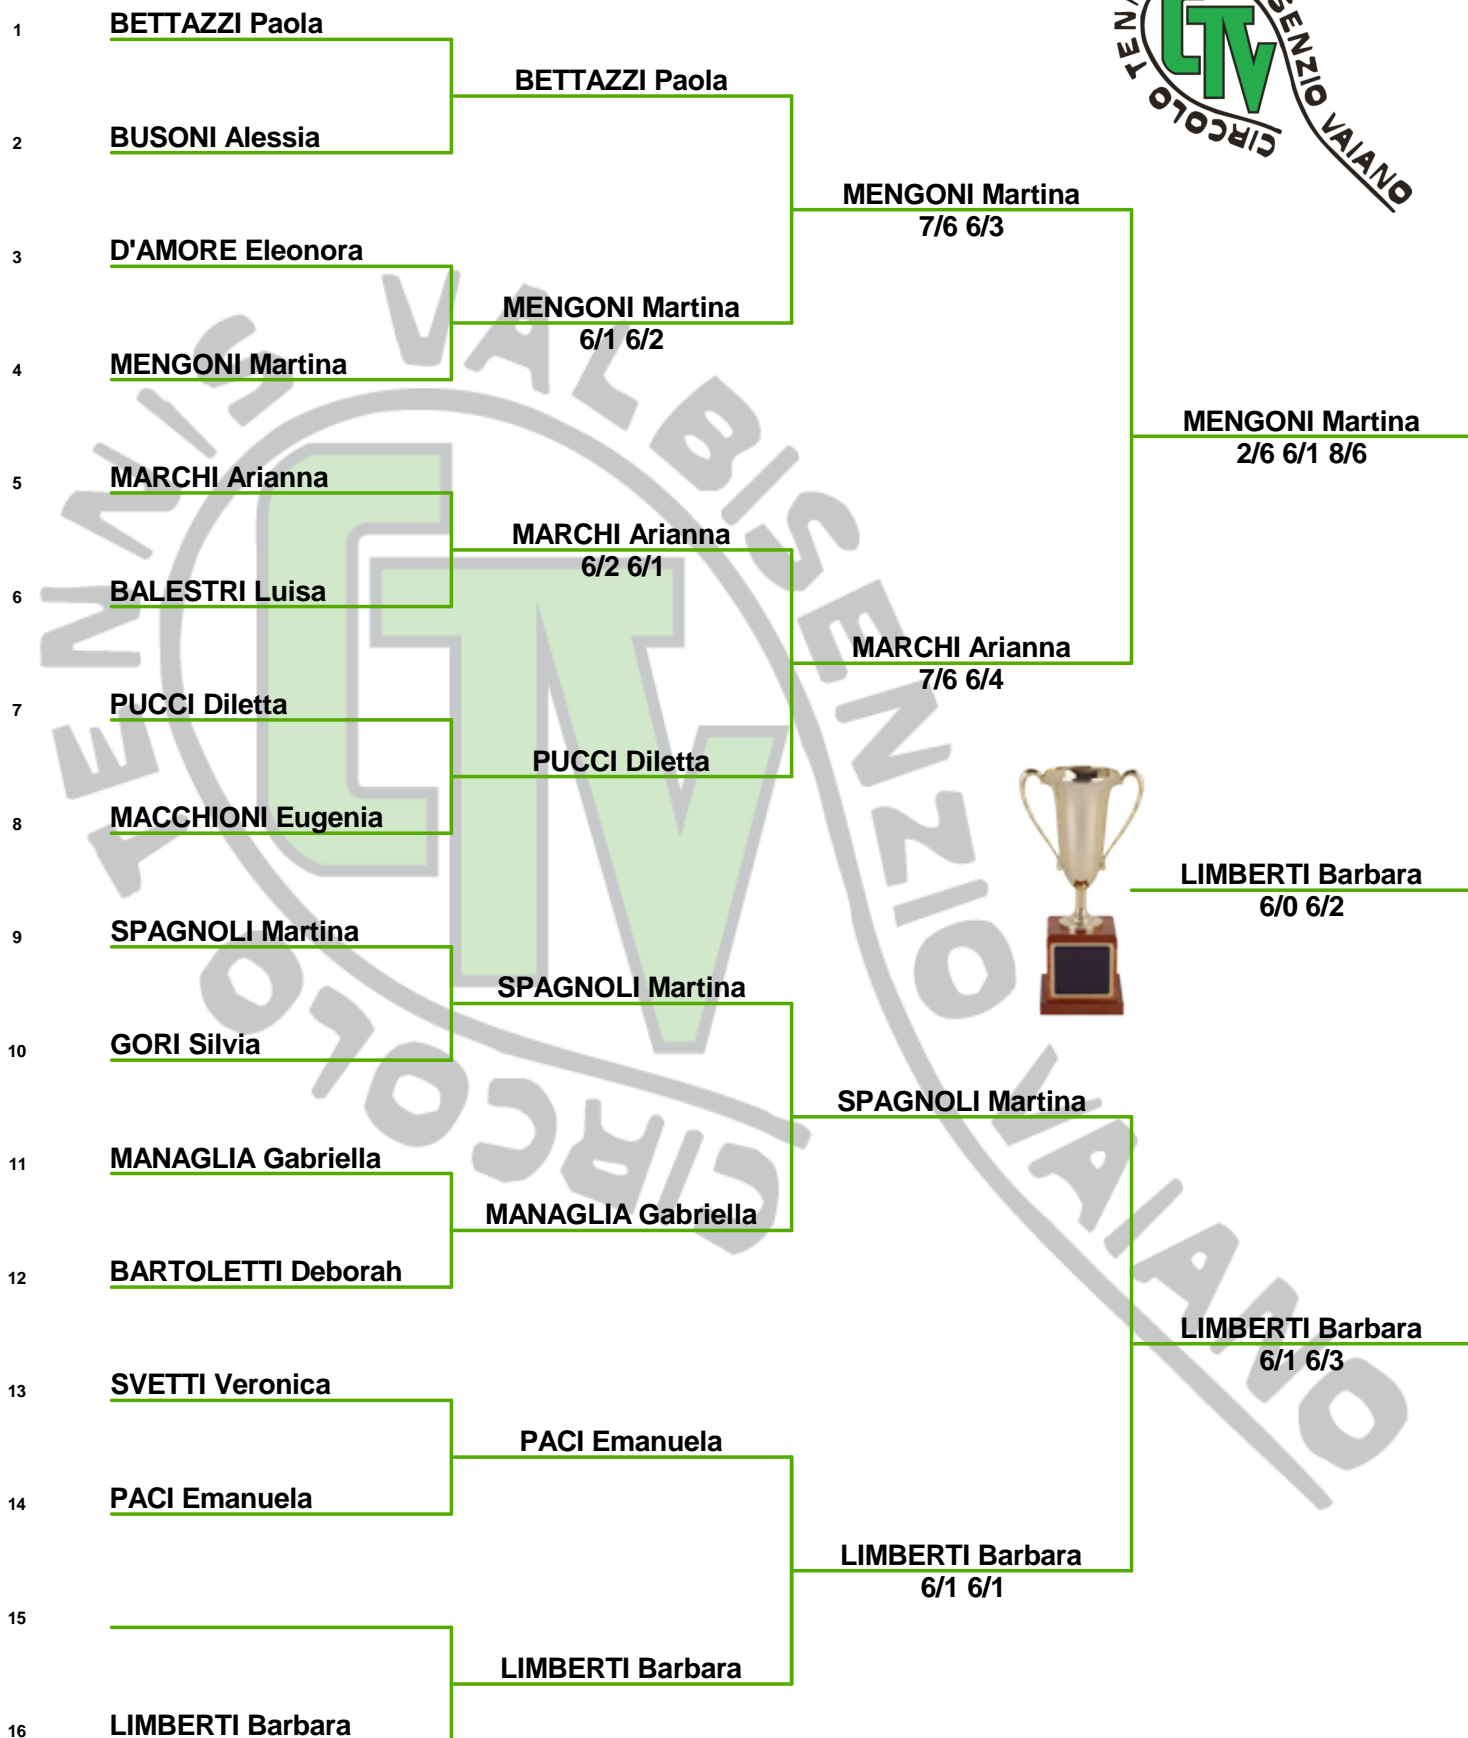 1 BETTAZZI Paola
BETTAZZI Paola
2 BUSONI Alessia
MENGONI Martina
7/6 6/3
3 D'AMORE Eleonora
MENGONI Martina
6/1 6/2
4 MENGONI Martina
MENGONI Martina
2/6 6/1 8/6
5 MARCHI Arianna
MARCHI Arianna
6/2 6/1
6 BALESTRI Luisa
MARCHI Arianna
7/6 6/4
7 PUCCI Diletta
PUCCI Diletta
8 MACCHIONI Eugenia
LIMBERTI Barbara
6/0 6/2
9 SPAGNOLI Martina
SPAGNOLI Martina
10 GORI Silvia
SPAGNOLI Martina
11 MANAGLIA Gabriella
MANAGLIA Gabriella
12 BARTOLETTI Deborah
LIMBERTI Barbara
6/1 6/3
13 SVETTI Veronica
PACI Emanuela
14 PACI Emanuela
LIMBERTI Barbara
6/1 6/1
15
LIMBERTI Barbara
16 LIMBERTI Barbara
CIRCOLO TENNIS VALBISENZIO VAIANO
CTV
CIRCOLO TEN
SENZIO VAIANO
CTV